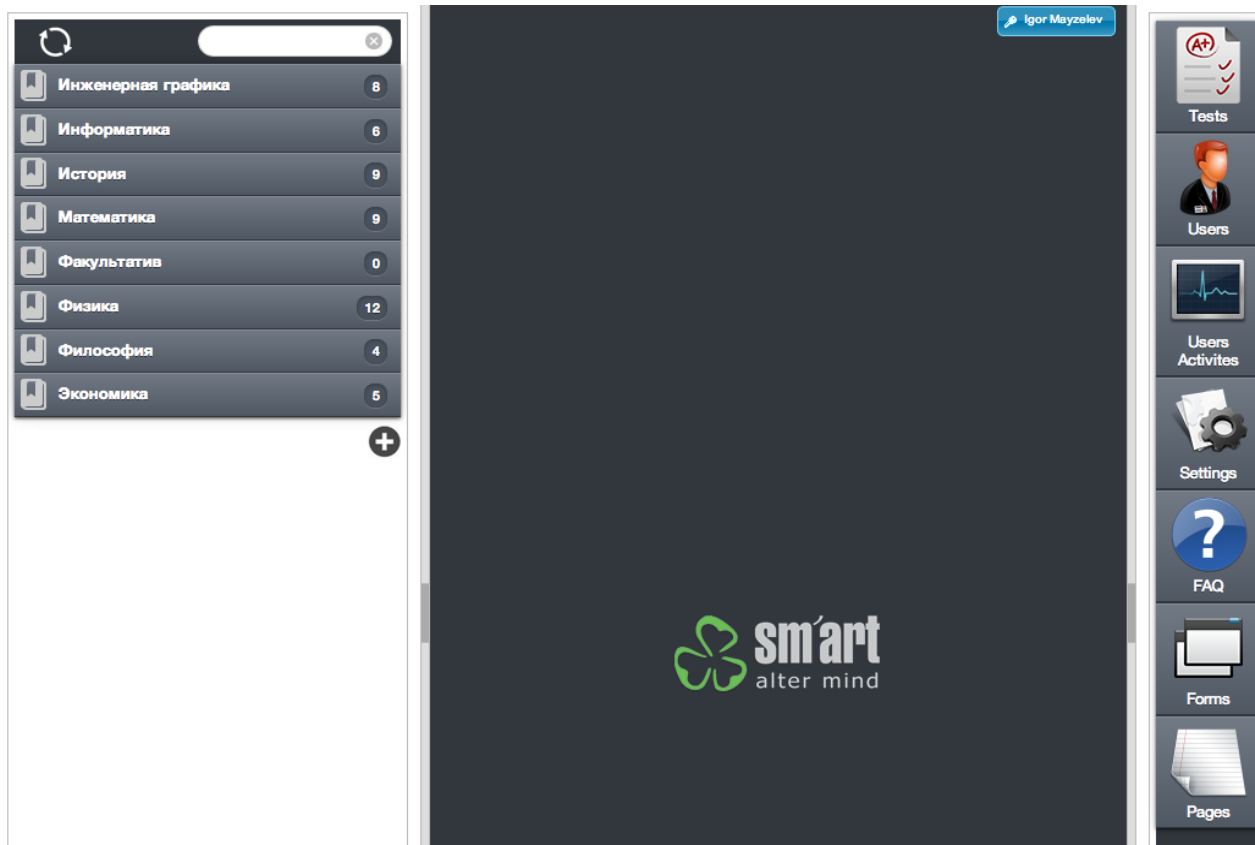 Инженерная графика 8
Информатика 6
История 9
Математика 9
Факультатив 0
Физика 12
Философия 4
Экономика 5
Igor Mayzelev
sm'art
alter mind
A+
Tests
Users
Users
Activites
Settings
?
FAQ
Forms
Pages